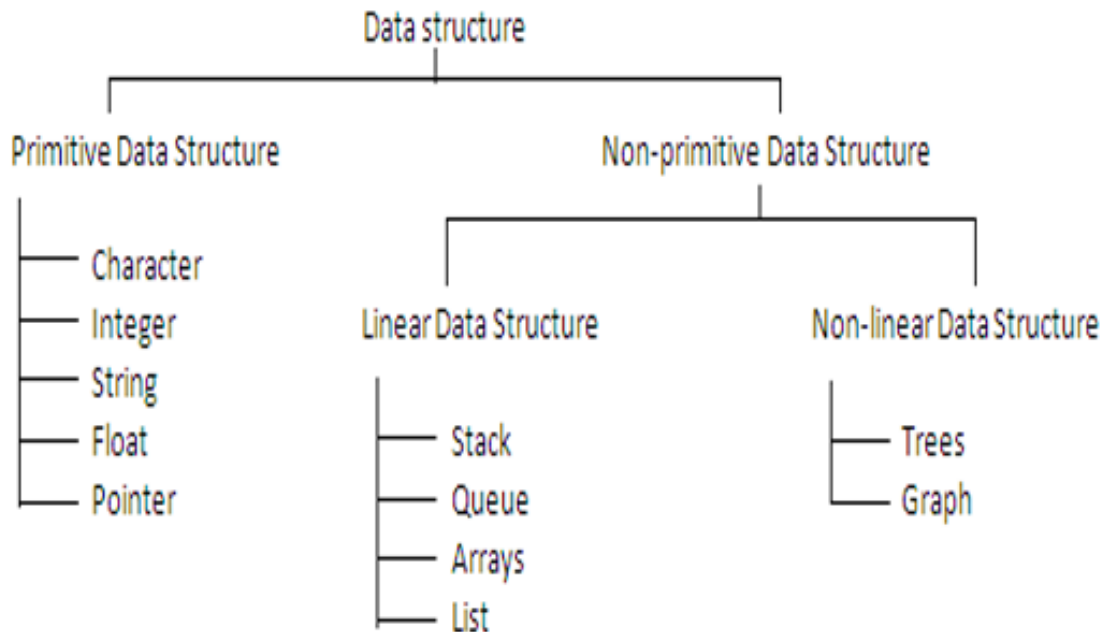 Data structure
Primitive Data Structure
Non-primitive Data Structure
Character
Integer
String
Float
Pointer
Linear Data Structure
Stack
Queue
Arrays
List
Non-linear Data Structure
Trees
Graph